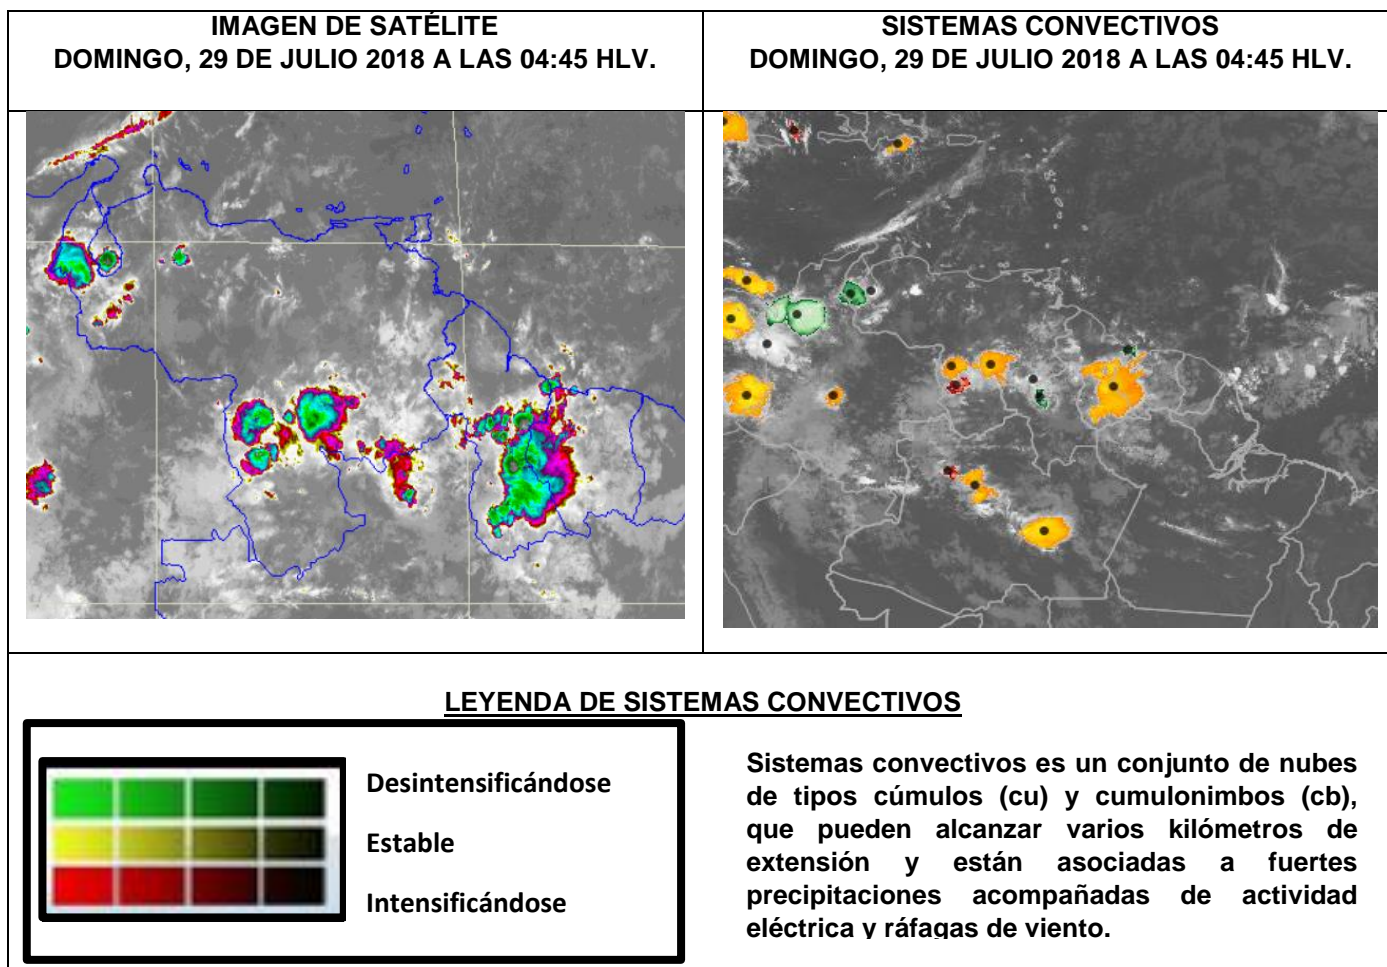 IMAGEN DE SATÉLITE
DOMINGO, 29 DE JULIO 2018 A LAS 04:45 HLV.
SISTEMAS CONVECTIVOS
DOMINGO, 29 DE JULIO 2018 A LAS 04:45 HLV.
LEYENDA DE SISTEMAS CONVECTIVOS
Desintensificándose
Estable
Intensificándose
Sistemas convectivos es un conjunto de nubes
de tipos cúmulos (cu) y cumulonimbos (cb),
que pueden alcanzar varios kilómetros de
extensión y están asociadas a fuertes
precipitaciones acompañadas de actividad
eléctrica y ráfagas de viento.